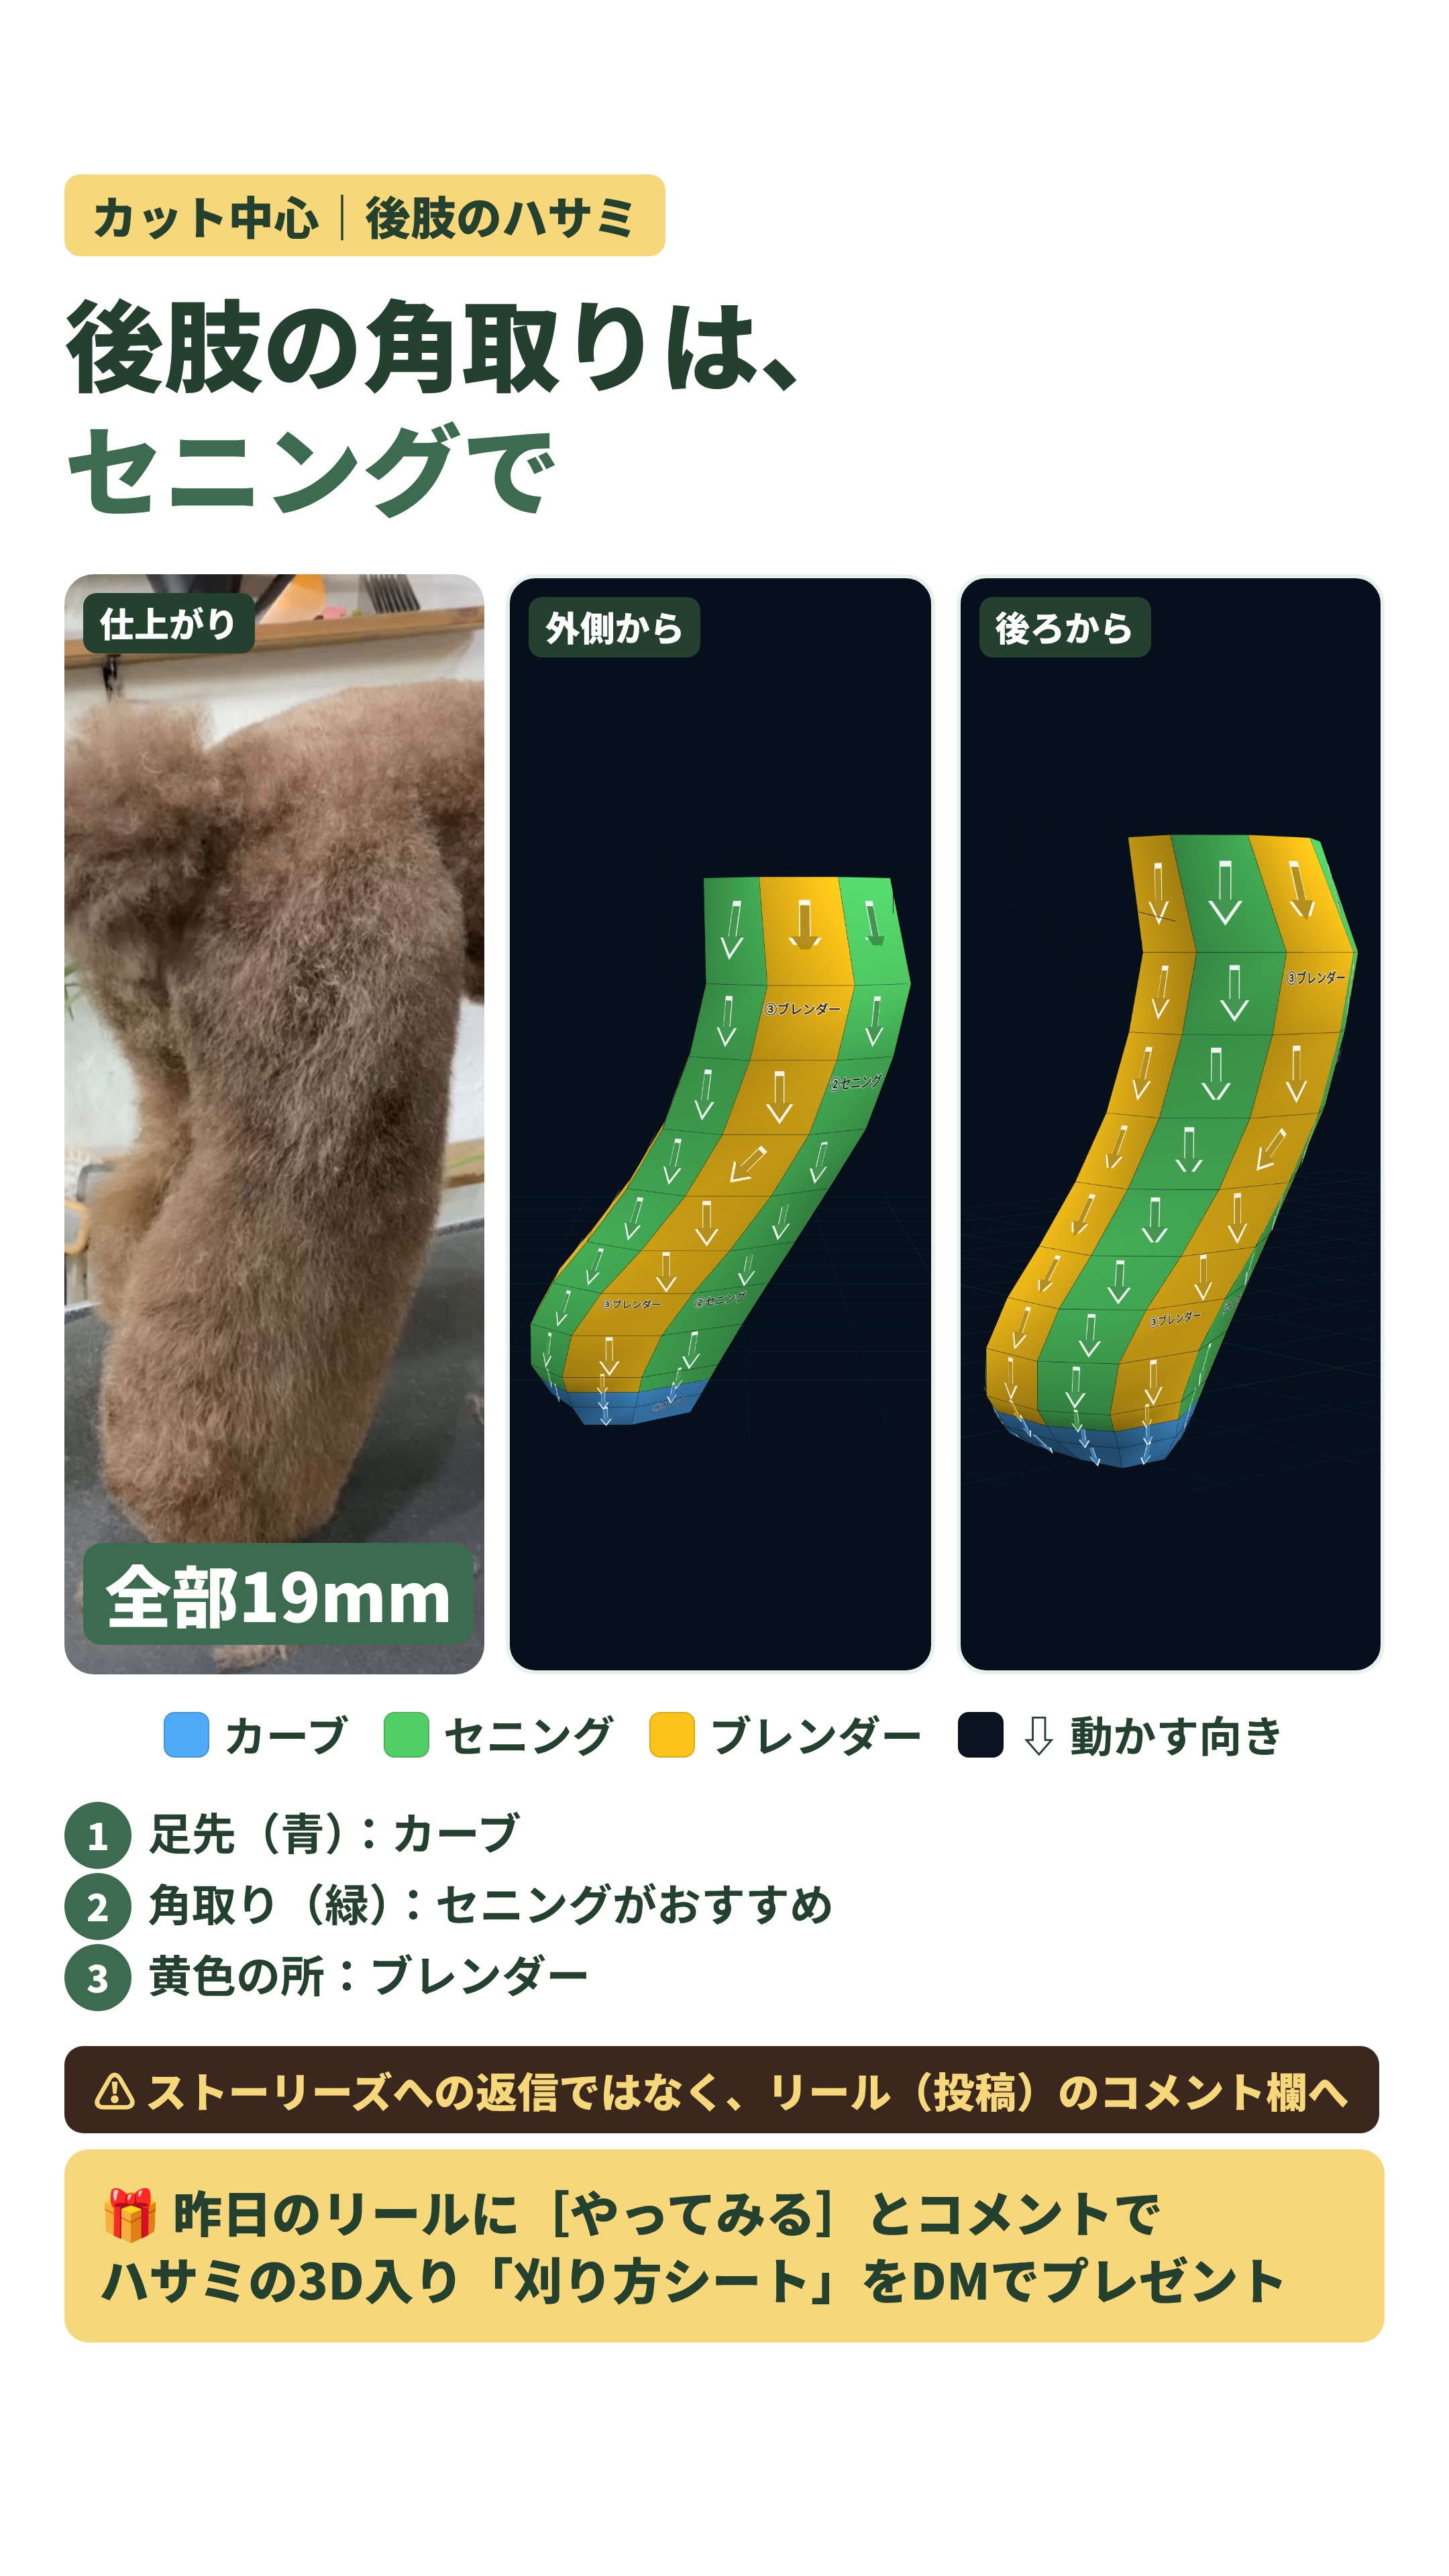 カット中心｜後肢のハサミ
後肢の角取りは、
セニングで
仕上がり
全部19mm
外側から
③ブレンダー
②セニング
③ブレンダー
②セニング
後ろから
③ブレンダー
③ブレンダー
カーブ
セニング
ブレンダー
⇩ 動かす向き
1 足先（青）：カーブ
2 角取り（緑）：セニングがおすすめ
3 黄色の所：ブレンダー
⚠ ストーリーズへの返信ではなく、リール（投稿）のコメント欄へ
🎁 昨日のリールに［やってみる］とコメントで
ハサミの3D入り「刈り方シート」をDMでプレゼント